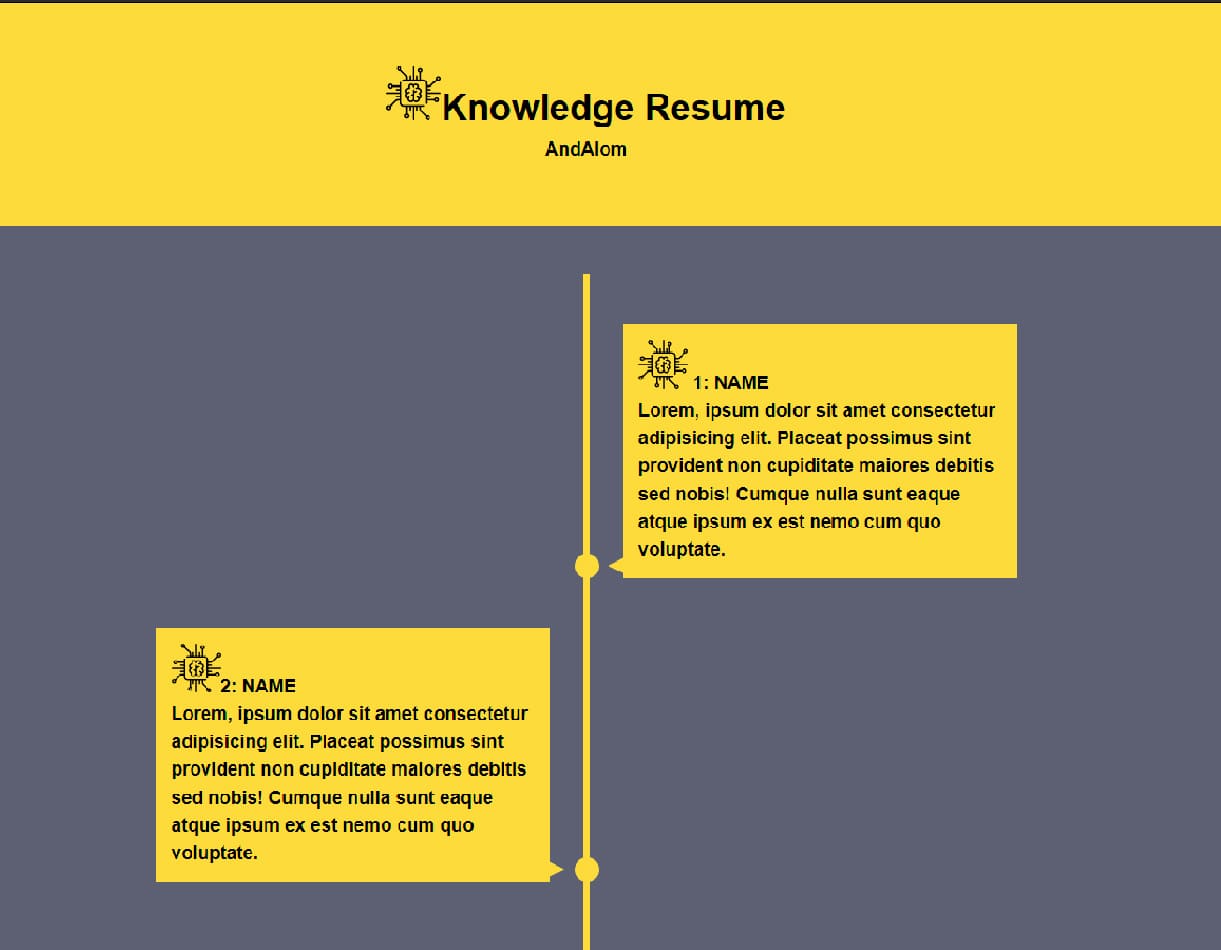 Knowledge Resume
AndAlom
1: NAME
Lorem, ipsum dolor sit amet consectetur
adipisicing elit. Placeat possimus sint
provident non cupiditate maiores debitis
sed nobis! Cumque nulla sunt eaque
atque ipsum ex est nemo cum quo
voluptate.
2: NAME
Lorem, ipsum dolor sit amet consectetur
adipisicing elit. Placeat possimus sint
provident non cupiditate maiores debitis
sed nobis! Cumque nulla sunt eaque
atque ipsum ex est nemo cum quo
voluptate.